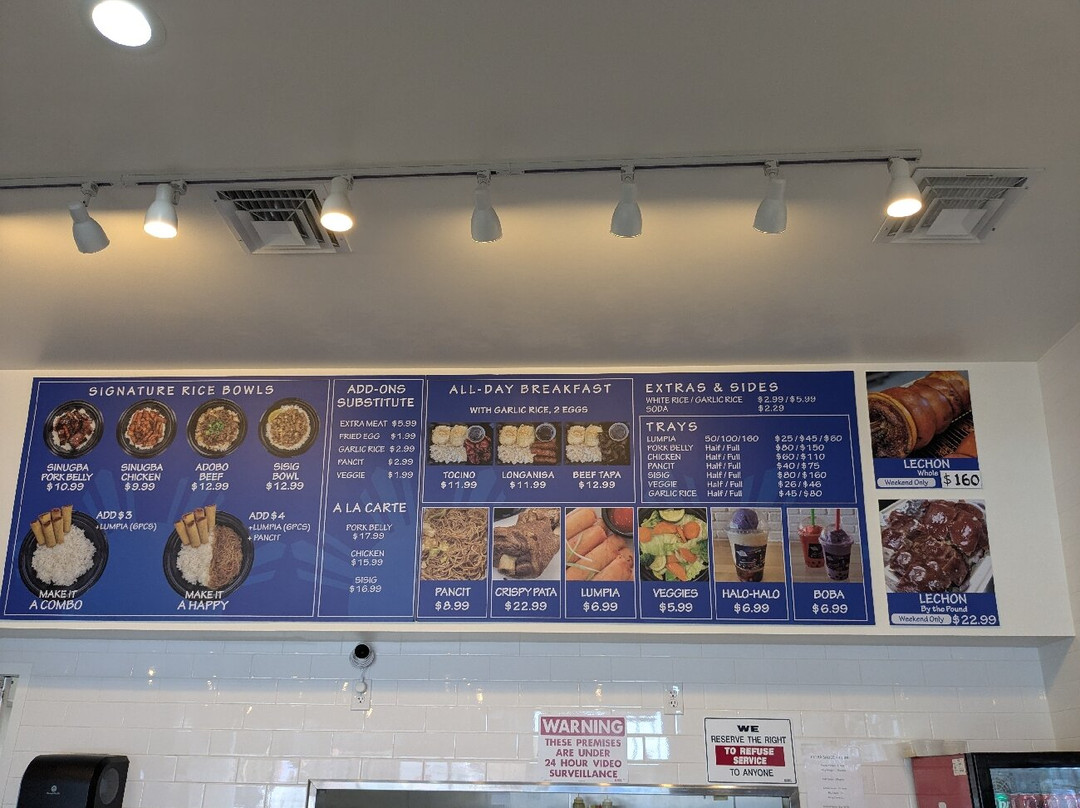 SIGNATURE RICE BOWLS
SINUGBA
PORK BELLY
$10.99
SINUGBA
CHICKEN
$9.99
ADOBO
BEEF
$12.99
SISIG
BOWL
$12.99
ADD $3
+LUMPIA (6PCS)
MAKE IT
A COMBO
ADD $4
+LUMPIA (6PCS)
+ PANCIT
MAKE IT
A HAPPY
ADD-ONS
SUBSTITUTE
EXTRA MEAT $5.99
FRIED EGG $1.99
GARLIC RICE $2.99
PANCIT $2.99
VEGGIE $1.99
A LA CARTE
PORK BELLY
$17.99
CHICKEN
$15.99
SISIG
$16.99
ALL-DAY BREAKFAST
WITH GARLIC RICE, 2 EGGS
TOCINO
$11.99
LONGANISA
$11.99
BEEF TAPA
$12.99
EXTRAS & SIDES
WHITE RICE / GARLIC RICE $2.99 / $5.99
SODA $2.29
TRAYS
LUMPIA 50/100/160 $25 / $45 / $60
PORK BELLY Half / Full $80 / $150
CHICKEN Half / Full $60 / $110
PANCIT Half / Full $40 / $75
SISIG Half / Full $80 / $160
VEGGIE Half / Full $26 / $46
GARLIC RICE Half / Full $45 / $80
PANCIT
$8.99
CRISPY PATA
$22.99
LUMPIA
$6.99
VEGGIES
$5.99
HALO-HALO
$6.99
BOBA
$6.99
LECHON
Whole
Weekend Only $160
LECHON
By the Pound
Weekend Only $22.99
WARNING
THESE PREMISES
ARE UNDER
24 HOUR VIDEO
SURVEILLANCE
WE
RESERVE THE RIGHT
TO REFUSE
SERVICE
TO ANYONE